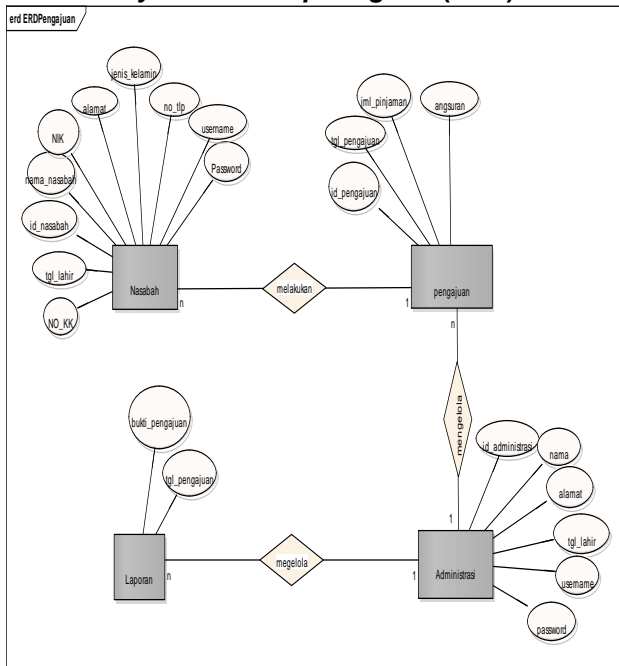 erd ERDPengajuan
jenis_kelamin
alamat
no_tlp
NIK
username
nama_nasabah
Password
id_nasabah
tgl_lahir
NO_KK
Nasabah
n
melakukan
1
jml_pinjaman
angsuran
tgl_pengajuan
id_pengajuan
pengajuan
n
mengelola
1
bukti_pengajuan
tgl_pengajuan
id_administrasi
nama
alamat
tgl_lahir
username
password
Laporan
n
megelola
1
Administrasi